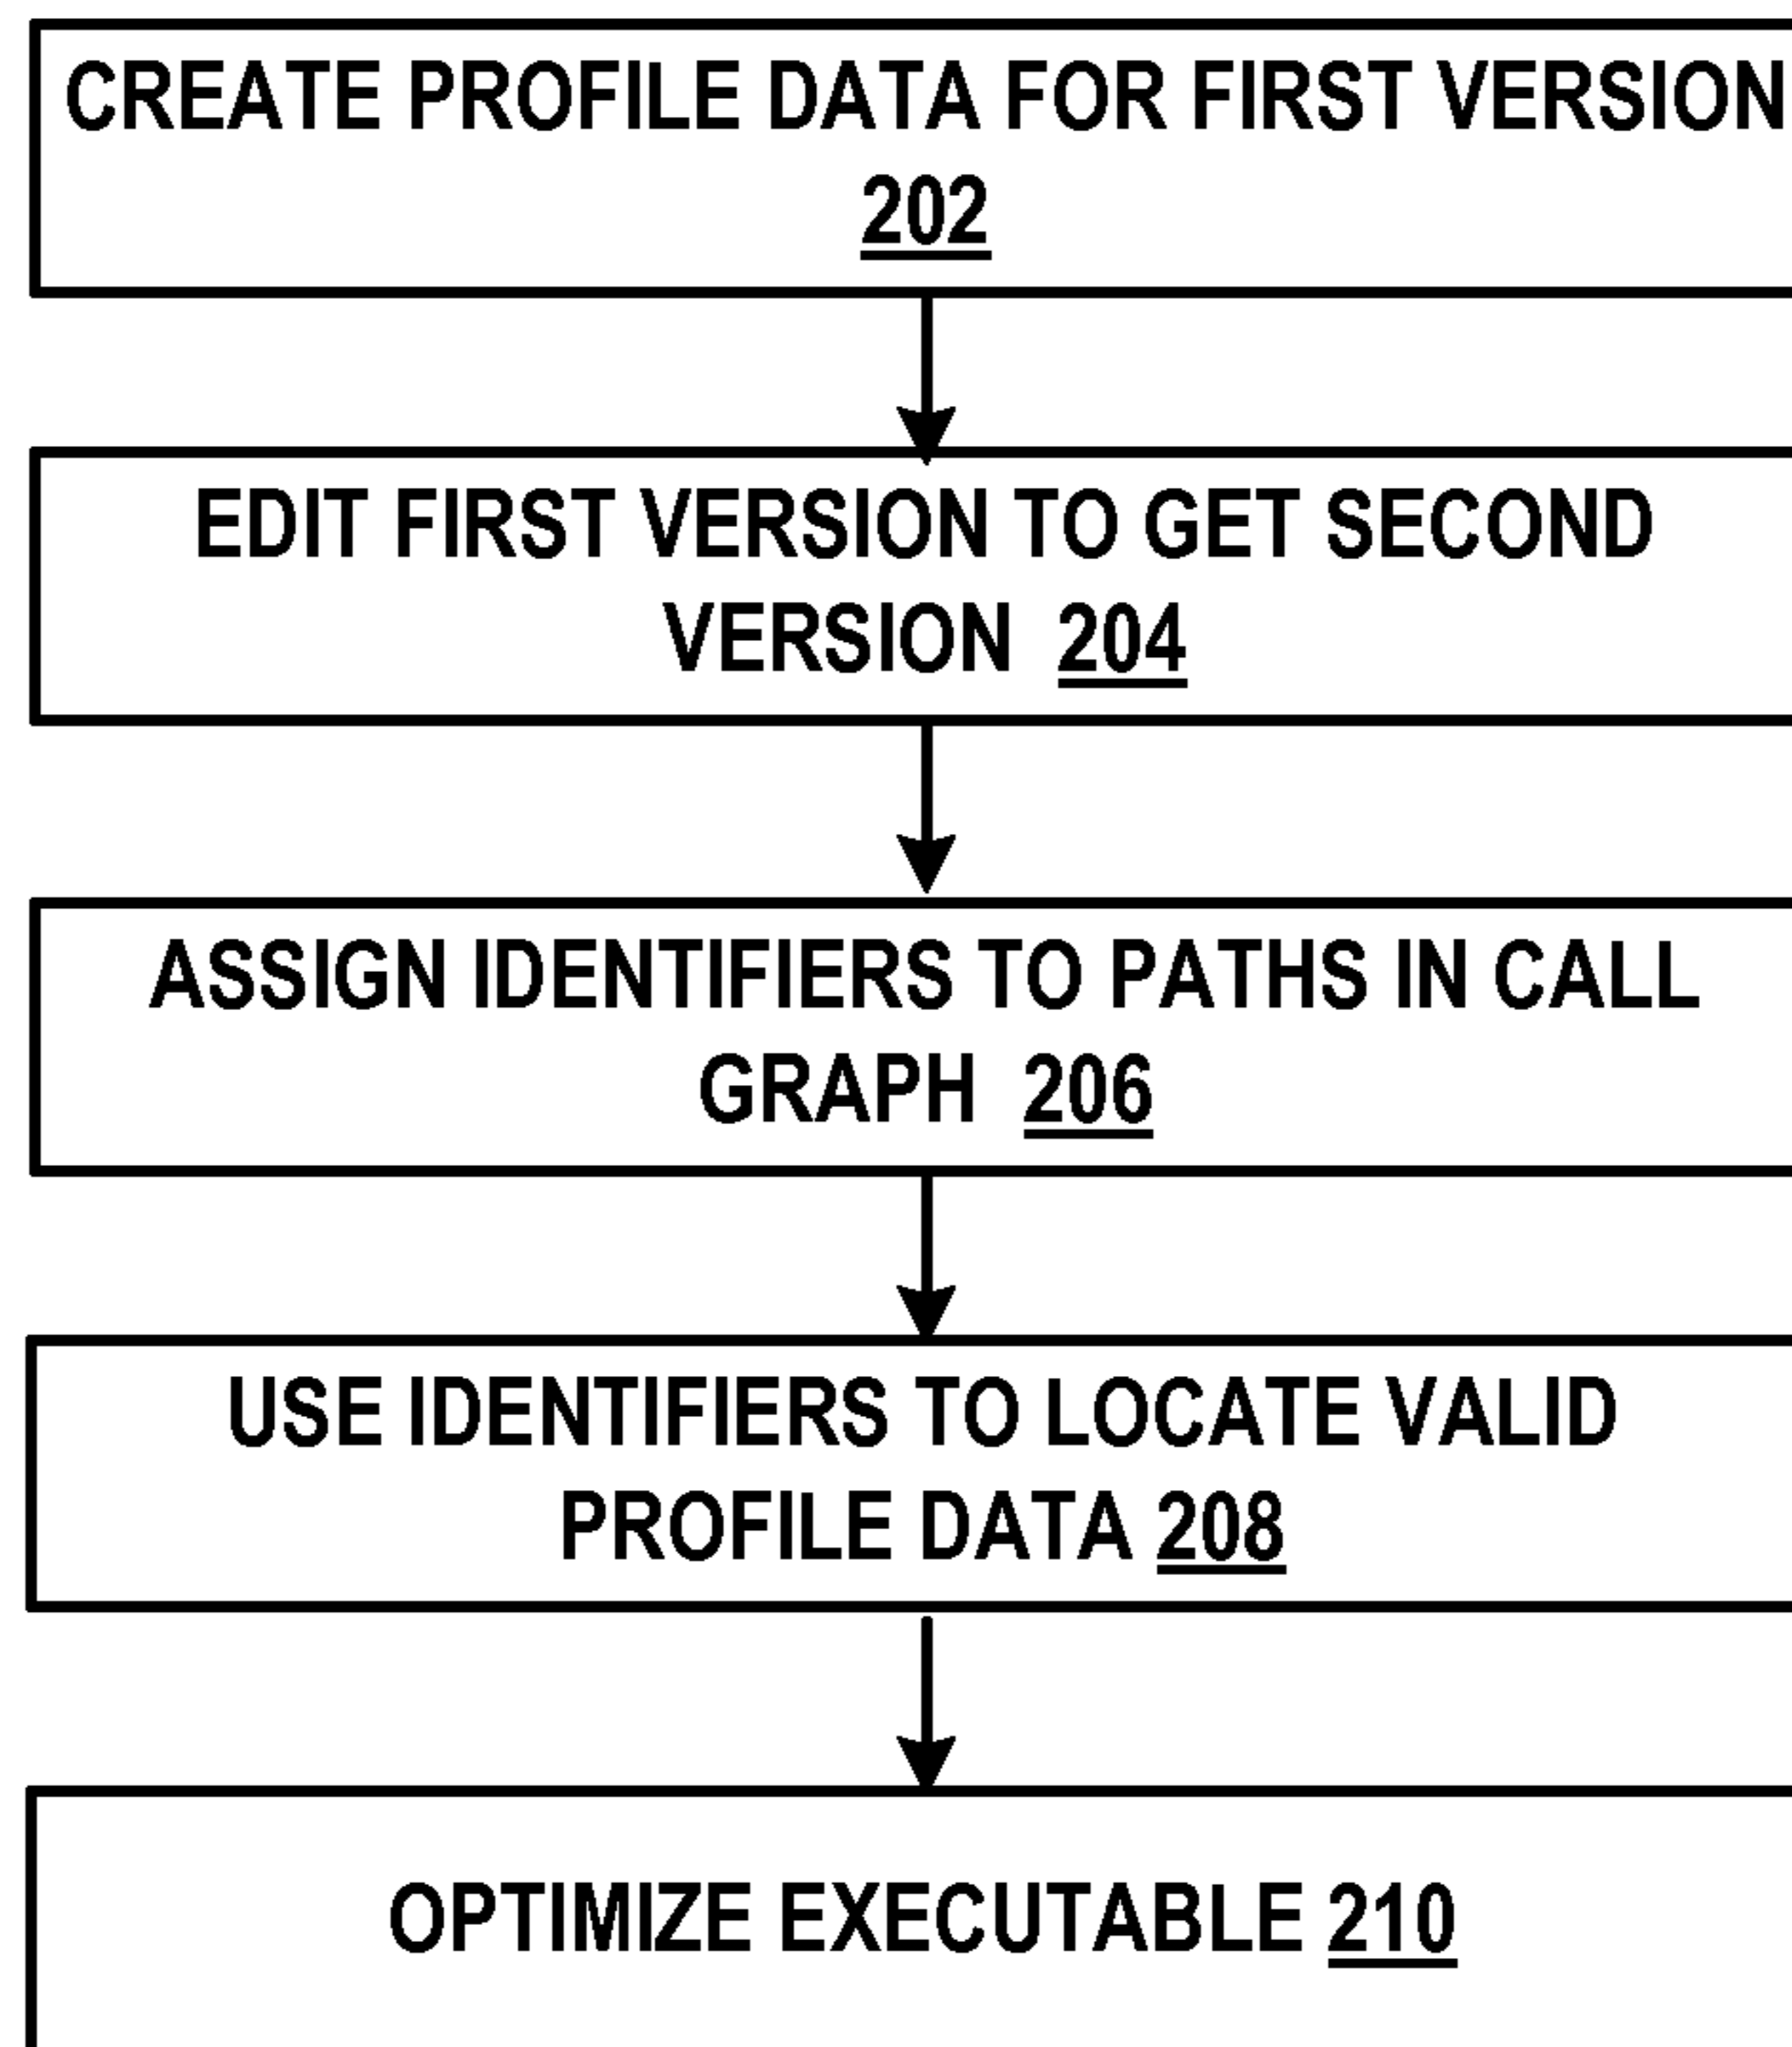 CREATE PROFILE DATA FOR FIRST VERSION
202
EDIT FIRST VERSION TO GET SECOND
VERSION 204
ASSIGN IDENTIFIERS TO PATHS IN CALL
GRAPH 206
USE IDENTIFIERS TO LOCATE VALID
PROFILE DATA 208
OPTIMIZE EXECUTABLE 210